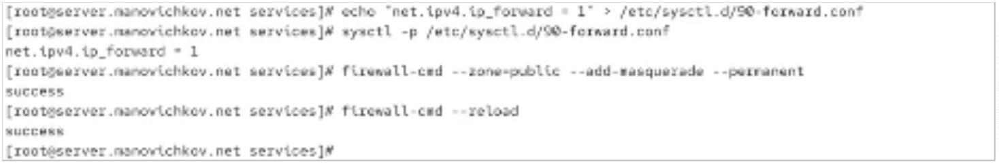 [root@server.manovichkov.net services]# echo "net.ipv4.ip_forward = 1" > /etc/sysctl.d/90-forward.conf
[root@server.manovichkov.net services]# sysctl -p /etc/sysctl.d/90-forward.conf
net.ipv4.ip_forward = 1
[root@server.manovichkov.net services]# firewall-cmd --zone=public --add-masquerade --permanent
success
[root@server.manovichkov.net services]# firewall-cmd --reload
success
[root@server.manovichkov.net services]#